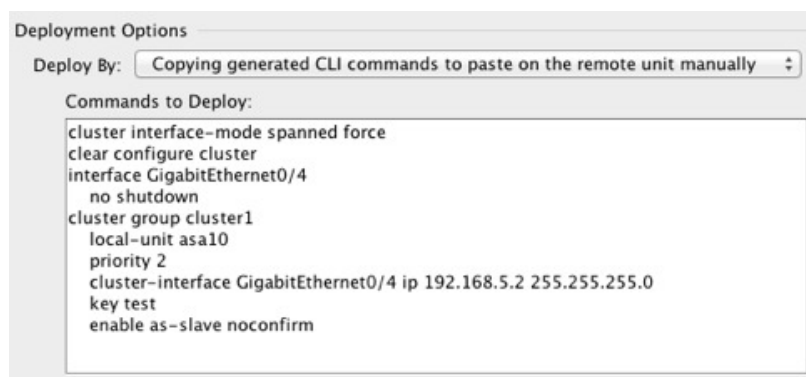 Deployment Options
Deploy By: Copying generated CLI commands to paste on the remote unit manually
Commands to Deploy:
cluster interface-mode spanned force
clear configure cluster
interface GigabitEthernet0/4
no shutdown
cluster group cluster1
local-unit asa10
priority 2
cluster-interface GigabitEthernet0/4 ip 192.168.5.2 255.255.255.0
key test
enable as-slave noconfirm